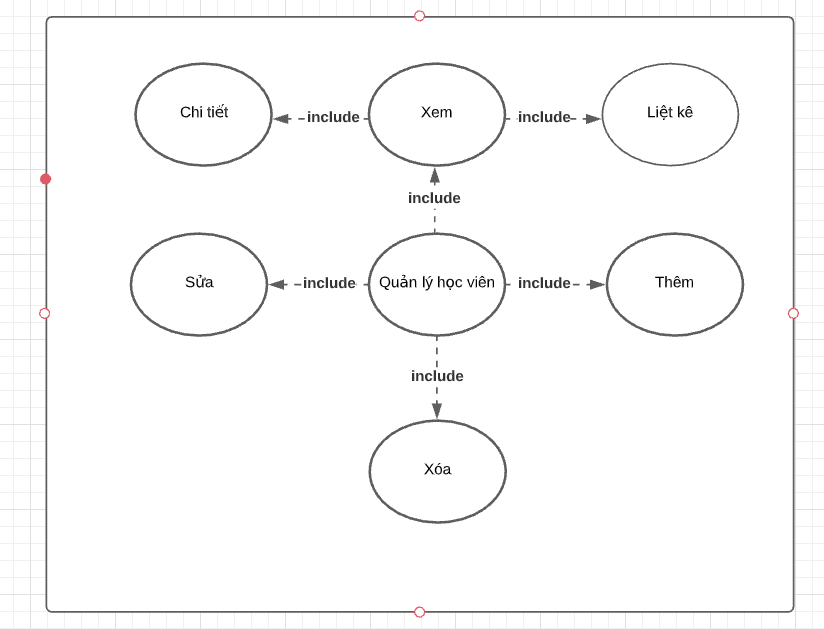 Chi tiết
include
Xem
include
Liệt kê
include
Sửa
include
Quản lý học viên
include
Thêm
include
Xóa